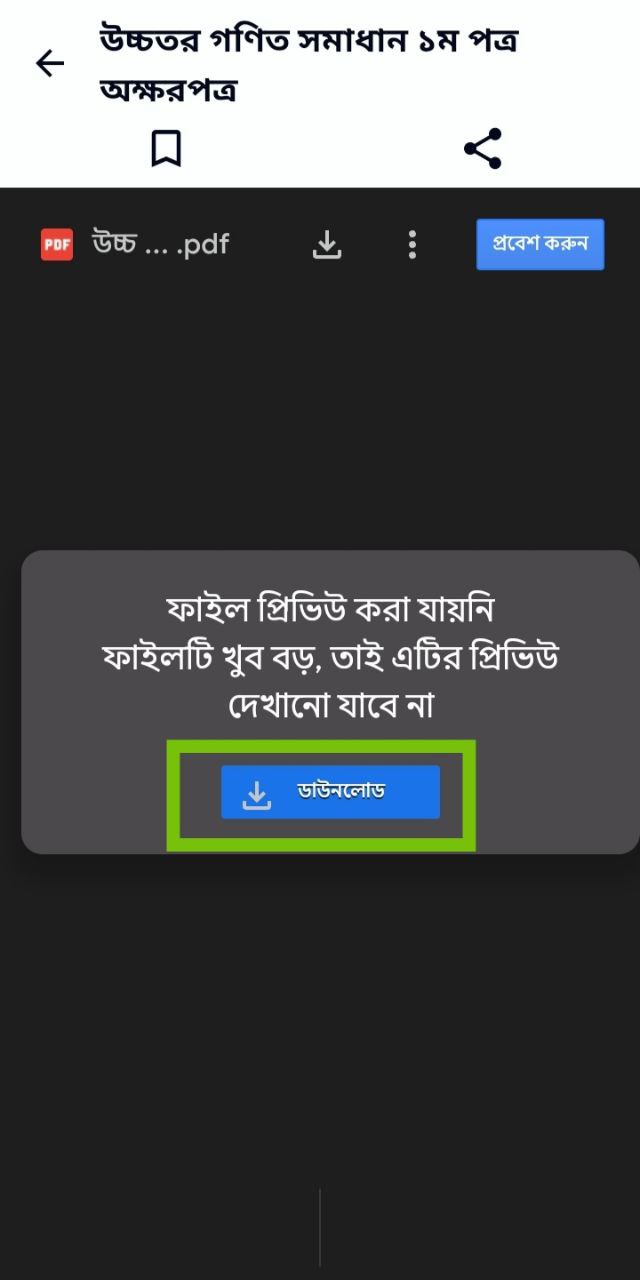 উচ্চতর গণিত সমাধান ১ম পত্র
অক্ষরপত্র
PDF উচ্চ ... .pdf প্রবেশ করুন
ফাইল প্রিভিউ করা যায়নি
ফাইলটি খুব বড়, তাই এটির প্রিভিউ
দেখানো যাবে না
ডাউনলোড